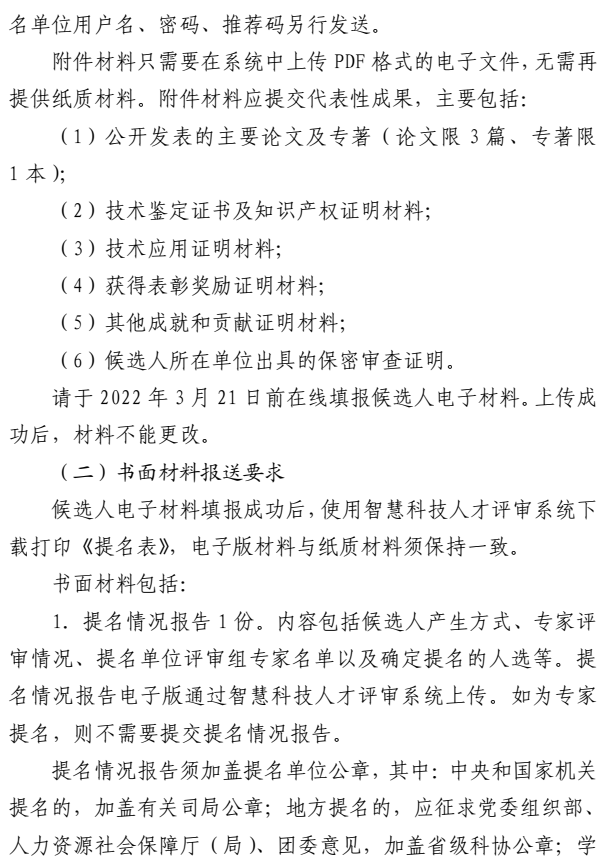 名单位用户名、密码、推荐码另行发送。
附件材料只需要在系统中上传 PDF 格式的电子文件,无需再
提供纸质材料。附件材料应提交代表性成果，主要包括：
（1）公开发表的主要论文及专著（论文限 3 篇、专著限
1 本）；
（2）技术鉴定证书及知识产权证明材料；
（3）技术应用证明材料；
（4）获得表彰奖励证明材料；
（5）其他成就和贡献证明材料；
（6）候选人所在单位出具的保密审查证明。
请于 2022 年 3 月 21 日前在线填报候选人电子材料。上传成
功后，材料不能更改。
（二）书面材料报送要求
候选人电子材料填报成功后，使用智慧科技人才评审系统下
载打印《提名表》，电子版材料与纸质材料须保持一致。
书面材料包括：
1. 提名情况报告 1 份。内容包括候选人产生方式、专家评
审情况、提名单位评审组专家名单以及确定提名的人选等。提
名情况报告电子版通过智慧科技人才评审系统上传。如为专家
提名，则不需要提交提名情况报告。
提名情况报告须加盖提名单位公章，其中：中央和国家机关
提名的，加盖有关司局公章；地方提名的，应征求党委组织部、
人力资源社会保障厅（局）、团委意见，加盖省级科协公章；学